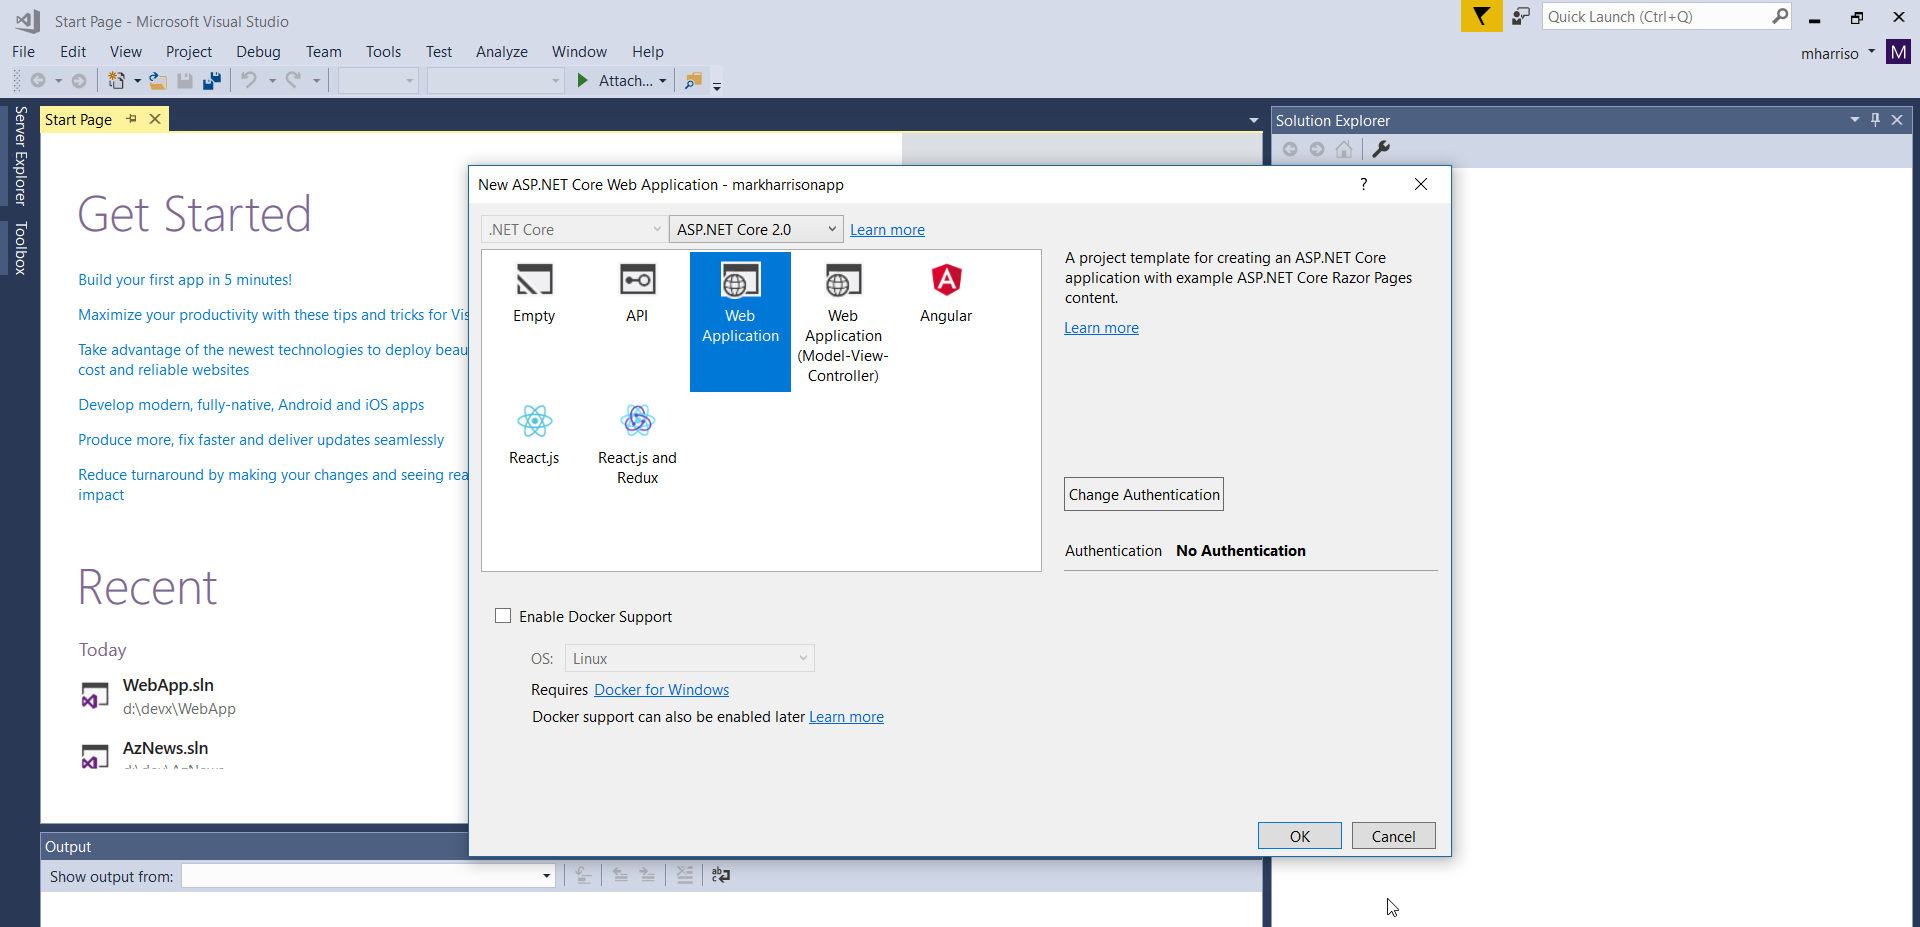 Start Page - Microsoft Visual Studio
Quick Launch (Ctrl+Q)
File Edit View Project Debug Team Tools Test Analyze Window Help
mharriso M
Attach...
Server Explorer
Toolbox
Start Page
Solution Explorer
Get Started
Build your first app in 5 minutes!
Maximize your productivity with these tips and tricks for Vis
Take advantage of the newest technologies to deploy beau
cost and reliable websites
Develop modern, fully-native, Android and iOS apps
Produce more, fix faster and deliver updates seamlessly
Reduce turnaround by making your changes and seeing rea
impact
Recent
Today
WebApp.sln
d:\devx\WebApp
AzNews.sln
New ASP.NET Core Web Application - markharrisonapp
?
.NET Core
ASP.NET Core 2.0
Learn more
Empty
API
Web
Application
Web
Application
(Model-View-
Controller)
Angular
React.js
React.js and
Redux
A project template for creating an ASP.NET Core
application with example ASP.NET Core Razor Pages
content.
Learn more
Change Authentication
Authentication No Authentication
Enable Docker Support
OS: Linux
Requires Docker for Windows
Docker support can also be enabled later Learn more
OK
Cancel
Output
Show output from: